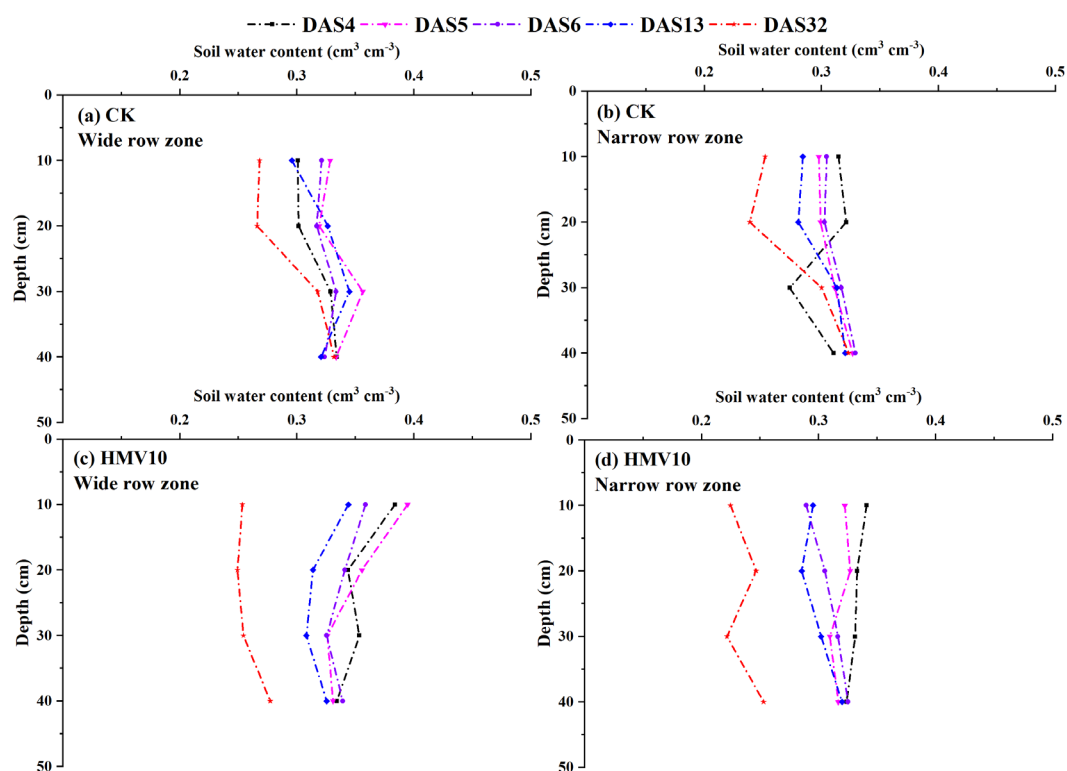 DAS4 DAS5 DAS6 DAS13 DAS32
Soil water content (cm³ cm⁻³)
0.2 0.3 0.4 0.5
0
10
20
30
40
50
Depth (cm)
(a) CK
Wide row zone
Soil water content (cm³ cm⁻³)
0.2 0.3 0.4 0.5
0
10
20
30
40
50
Depth (cm)
(b) CK
Narrow row zone
Soil water content (cm³ cm⁻³)
0.2 0.3 0.4 0.5
0
10
20
30
40
50
Depth (cm)
(c) HMV10
Wide row zone
Soil water content (cm³ cm⁻³)
0.2 0.3 0.4 0.5
0
10
20
30
40
50
Depth (cm)
(d) HMV10
Narrow row zone